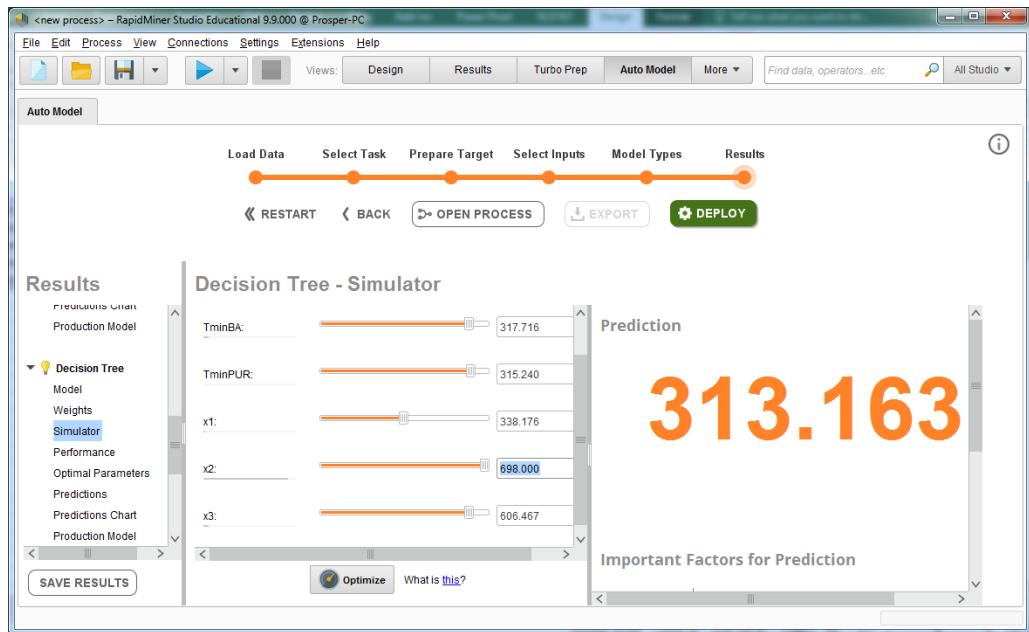 <new process> – RapidMiner Studio Educational 9.9.000 @ Prosper-PC
File Edit Process View Connections Settings Extensions Help
Views: Design Results Turbo Prep Auto Model More Find data, operators...etc All Studio
Auto Model
Load Data Select Task Prepare Target Select Inputs Model Types Results
RESTART BACK OPEN PROCESS EXPORT DEPLOY
Results
Predictions Chart
Production Model
Decision Tree
Model
Weights
Simulator
Performance
Optimal Parameters
Predictions
Predictions Chart
Production Model
SAVE RESULTS
Decision Tree - Simulator
TminBA: 317.716
TminPUR: 315.240
x1: 338.176
x2: 698.000
x3: 606.467
Optimize What is this?
Prediction
313.163
Important Factors for Prediction